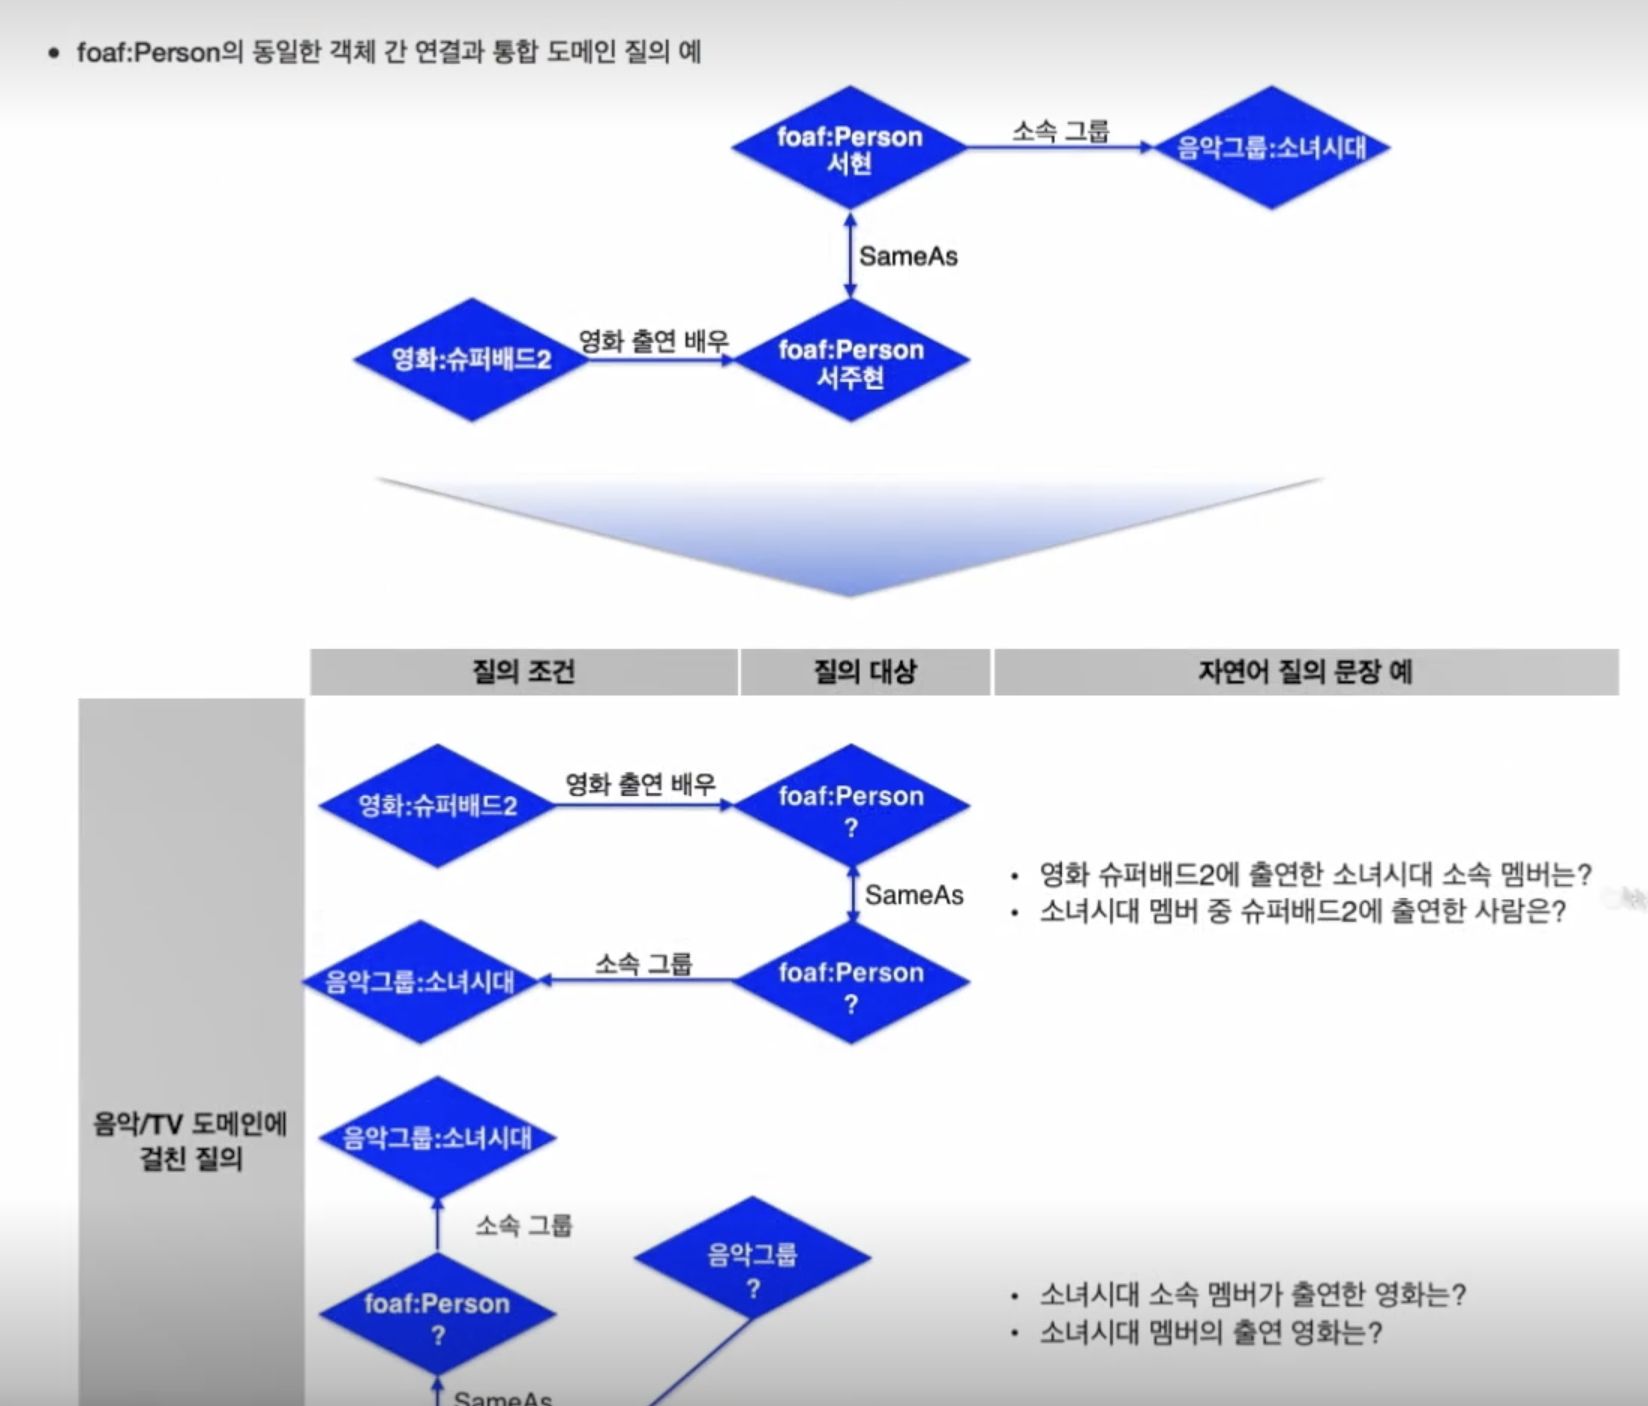 • foaf:Person의 동일한 객체 간 연결과 통합 도메인 질의 예
foaf:Person
서현
소속 그룹
음악그룹:소녀시대
SameAs
영화:슈퍼배드2
영화 출연 배우
foaf:Person
서주현
질의 조건
질의 대상
자연어 질의 문장 예
음악/TV 도메인에
걸친 질의
영화:슈퍼배드2
영화 출연 배우
foaf:Person
?
SameAs
음악그룹:소녀시대
소속 그룹
foaf:Person
?
• 영화 슈퍼배드2에 출연한 소녀시대 소속 멤버는?
• 소녀시대 멤버 중 슈퍼배드2에 출연한 사람은?
음악그룹:소녀시대
소속 그룹
foaf:Person
?
SameAs
음악그룹
?
• 소녀시대 소속 멤버가 출연한 영화는?
• 소녀시대 멤버의 출연 영화는?